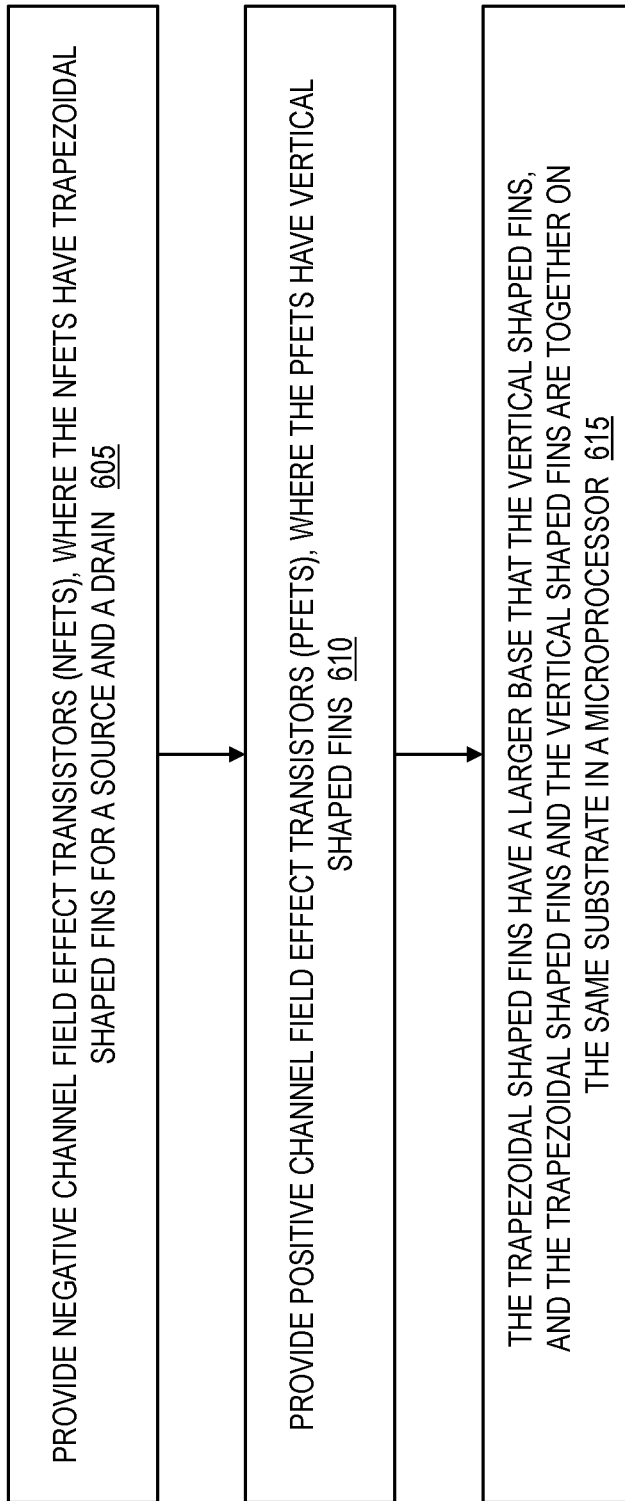 PROVIDE NEGATIVE CHANNEL FIELD EFFECT TRANSISTORS (NFETS), WHERE THE NFETS HAVE TRAPEZOIDAL
SHAPED FINS FOR A SOURCE AND A DRAIN 605
PROVIDE POSITIVE CHANNEL FIELD EFFECT TRANSISTORS (PFETS), WHERE THE PFETS HAVE VERTICAL
SHAPED FINS 610
THE TRAPEZOIDAL SHAPED FINS HAVE A LARGER BASE THAT THE VERTICAL SHAPED FINS,
AND THE TRAPEZOIDAL SHAPED FINS AND THE VERTICAL SHAPED FINS ARE TOGETHER ON
THE SAME SUBSTRATE IN A MICROPROCESSOR 615